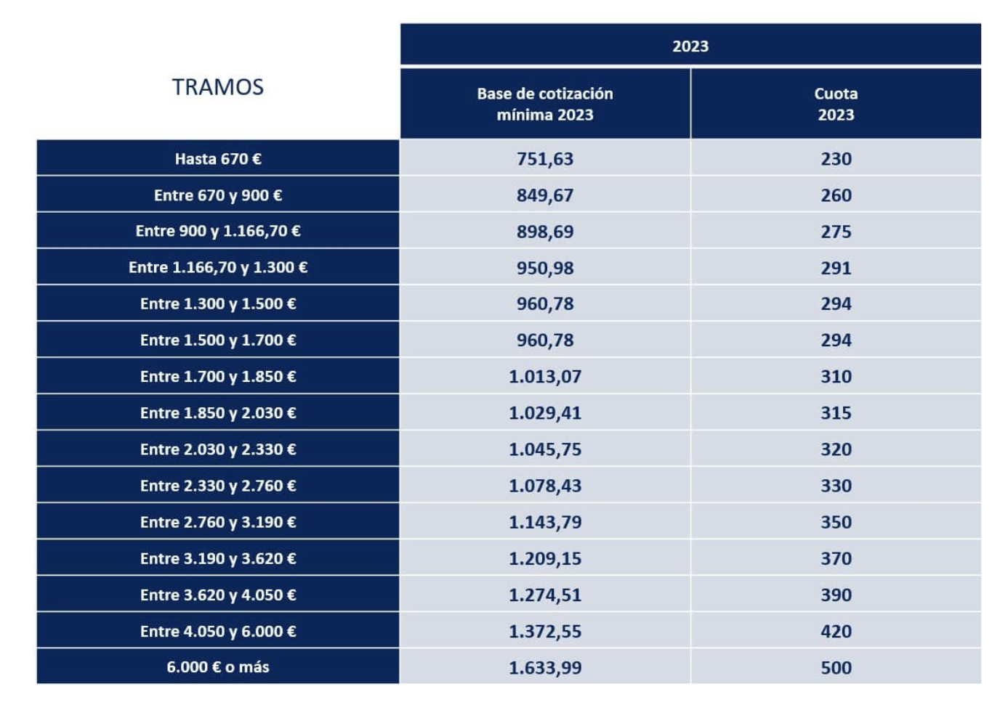 2023
TRAMOS
Base de cotización
mínima 2023
Cuota
2023
Hasta 670 € 751,63 230
Entre 670 y 900 € 849,67 260
Entre 900 y 1.166,70 € 898,69 275
Entre 1.166,70 y 1.300 € 950,98 291
Entre 1.300 y 1.500 € 960,78 294
Entre 1.500 y 1.700 € 960,78 294
Entre 1.700 y 1.850 € 1.013,07 310
Entre 1.850 y 2.030 € 1.029,41 315
Entre 2.030 y 2.330 € 1.045,75 320
Entre 2.330 y 2.760 € 1.078,43 330
Entre 2.760 y 3.190 € 1.143,79 350
Entre 3.190 y 3.620 € 1.209,15 370
Entre 3.620 y 4.050 € 1.274,51 390
Entre 4.050 y 6.000 € 1.372,55 420
6.000 € o más 1.633,99 500